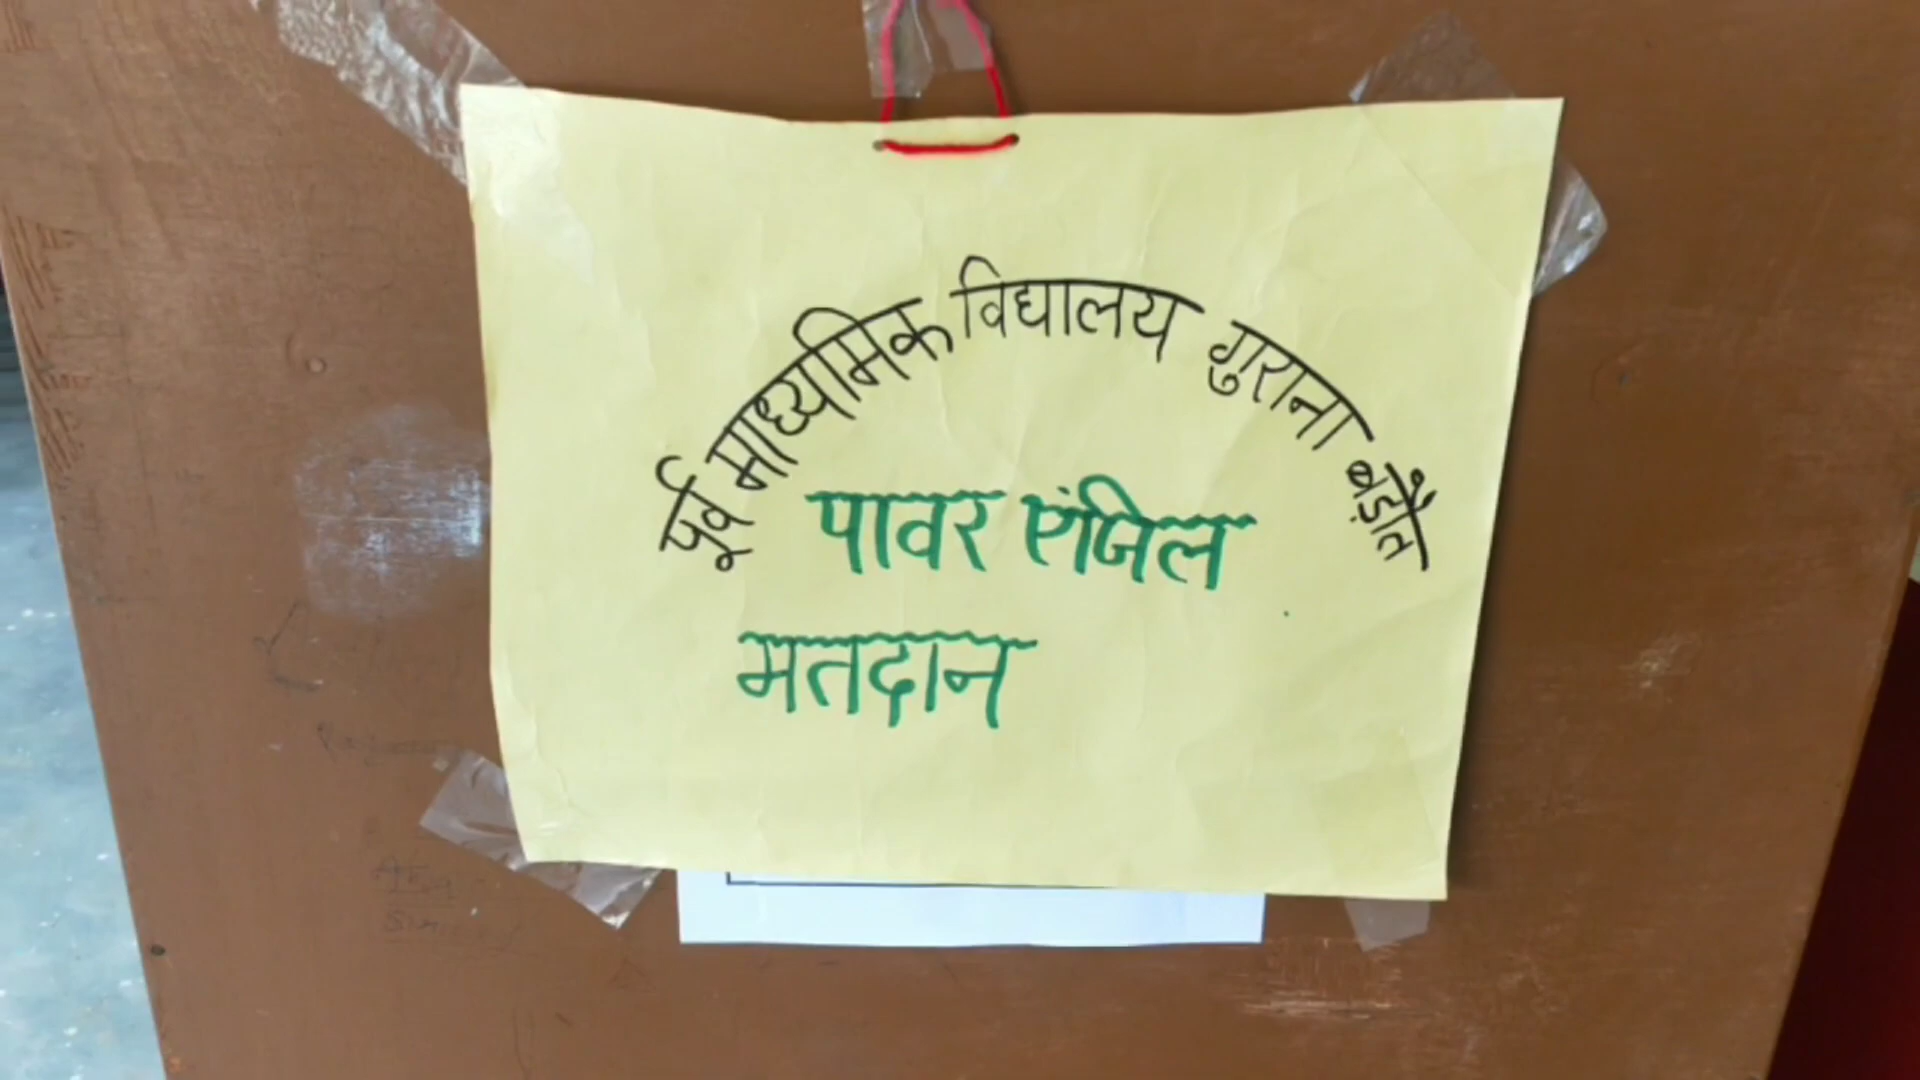 पूर्व माध्यमिक विद्यालय गुराना बड़ौत
पावर एंजिल
मतदान